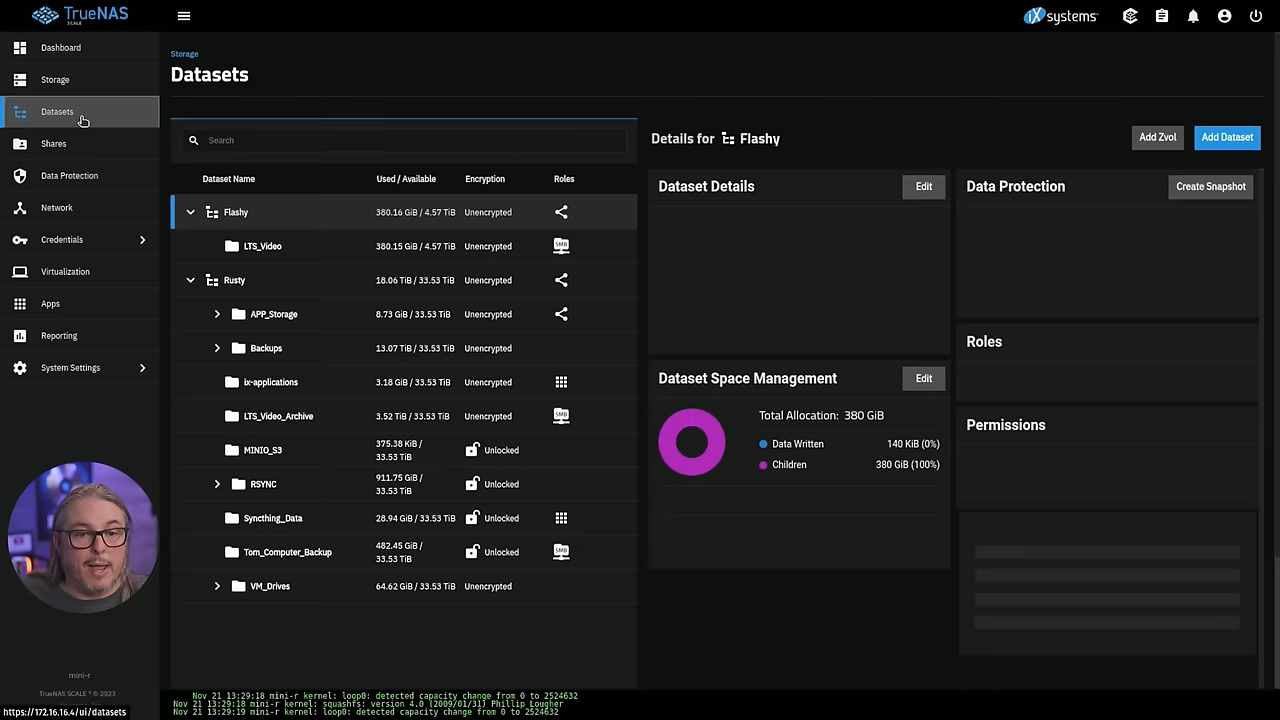 TrueNAS
SCALE
iXsystems
Dashboard
Storage
Datasets
Shares
Data Protection
Network
Credentials
Virtualization
Apps
Reporting
System Settings
mini-r
TrueNAS SCALE ® © 2023
https://172.16.16.4/ui/datasets
Storage
Datasets
Search
Dataset Name Used / Available Encryption Roles
Flashy 380.16 GiB / 4.57 TiB Unencrypted
LTS_Video 380.15 GiB / 4.57 TiB Unencrypted SMB
Rusty 18.06 TiB / 33.53 TiB Unencrypted
APP_Storage 8.73 GiB / 33.53 TiB Unencrypted
Backups 13.07 TiB / 33.53 TiB Unencrypted
ix-applications 3.18 GiB / 33.53 TiB Unencrypted
LTS_Video_Archive 3.52 TiB / 33.53 TiB Unencrypted SMB
MINIO_S3 375.38 KiB / 33.53 TiB Unlocked
RSYNC 911.75 GiB / 33.53 TiB Unlocked
Syncthing_Data 28.94 GiB / 33.53 TiB Unlocked
Tom_Computer_Backup 482.45 GiB / 33.53 TiB Unlocked SMB
VM_Drives 64.62 GiB / 33.53 TiB Unencrypted
Details for Flashy
Add Zvol
Add Dataset
Dataset Details
Edit
Data Protection
Create Snapshot
Roles
Dataset Space Management
Edit
Total Allocation: 380 GiB
Data Written 140 KiB (0%)
Children 380 GiB (100%)
Permissions
Nov 21 13:29:18 mini-r kernel: loop0: detected capacity change from 0 to 2524632
Nov 21 13:29:18 mini-r kernel: squashfs: version 4.0 (2009/01/31) Phillip Lougher
Nov 21 13:29:19 mini-r kernel: loop0: detected capacity change from 0 to 2524632